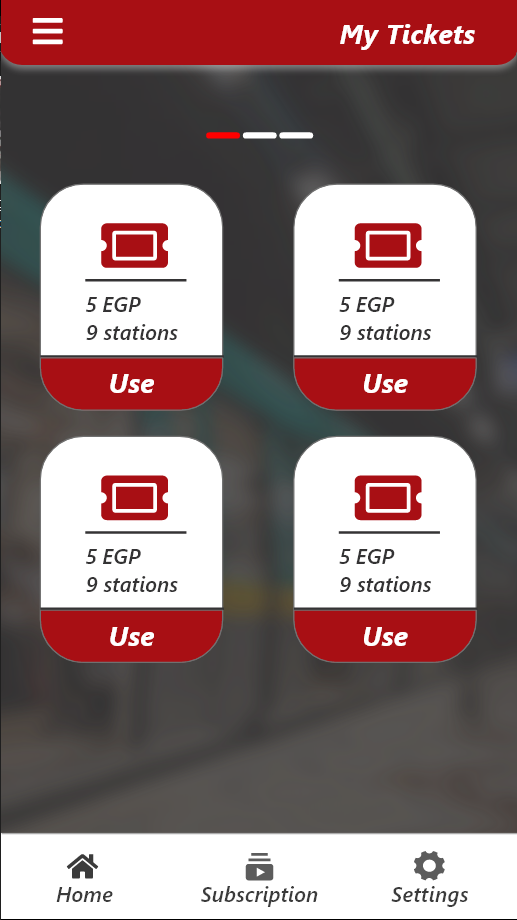 My Tickets
5 EGP
9 stations
Use
5 EGP
9 stations
Use
5 EGP
9 stations
Use
5 EGP
9 stations
Use
Home
Subscription
Settings